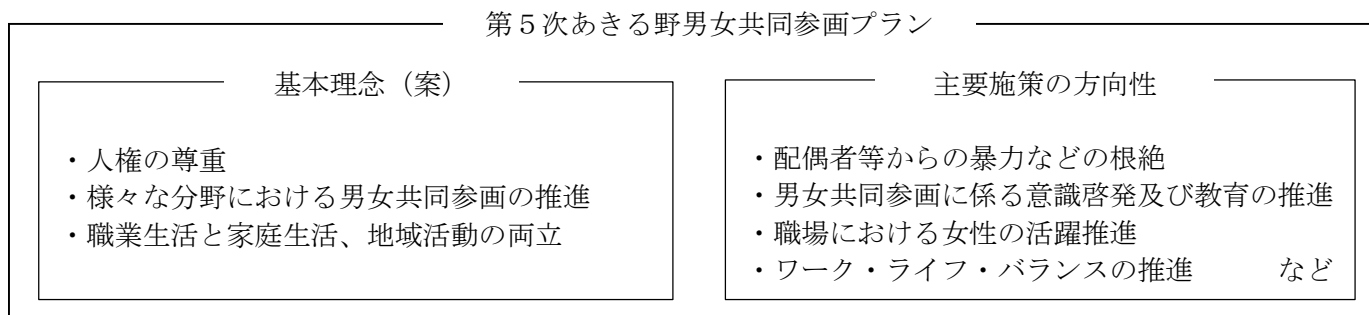 第５次あきる野男女共同参画プラン
基本理念（案）
・人権の尊重
・様々な分野における男女共同参画の推進
・職業生活と家庭生活、地域活動の両立
主要施策の方向性
・配偶者等からの暴力などの根絶
・男女共同参画に係る意識啓発及び教育の推進
・職場における女性の活躍推進
・ワーク・ライフ・バランスの推進　　　など